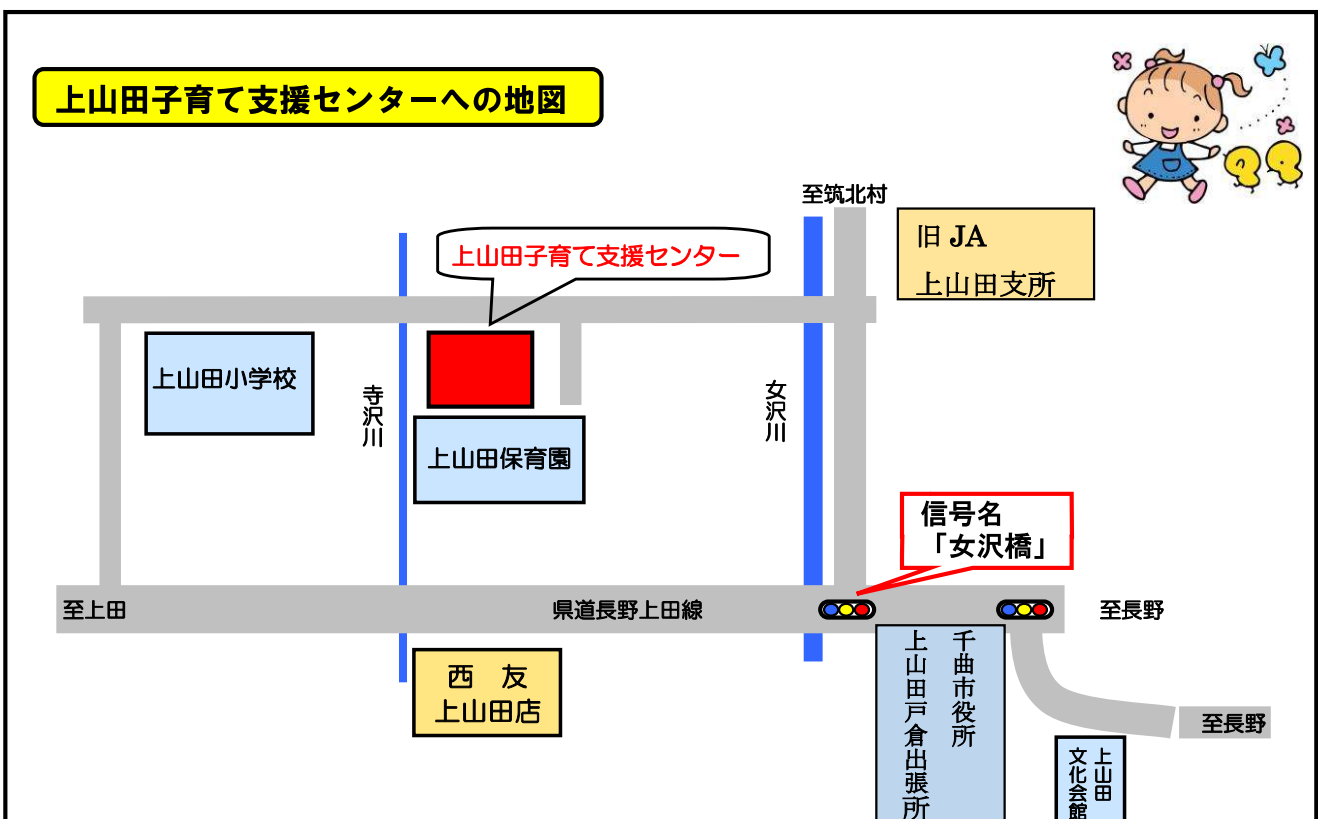 上山田子育て支援センターへの地図
至筑北村
旧 JA
上山田支所
上山田子育て支援センター
上山田小学校
寺沢川
女沢川
上山田保育園
信号名
「女沢橋」
至上田
県道長野上田線
至長野
西　友
上山田店
千曲市役所
上山田戸倉出張所
至長野
上山田
文化会館